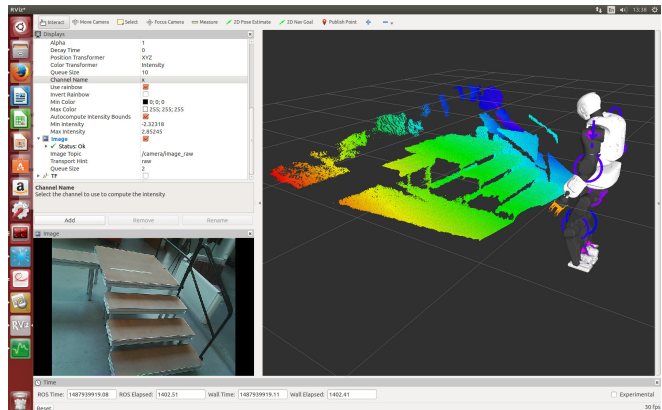 RViz*
En 13:38
Interact Move Camera Select Focus Camera Measure 2D Pose Estimate 2D Nav Goal Publish Point
Displays
Alpha 1
Decay Time 0
Position Transformer XYZ
Color Transformer Intensity
Queue Size 10
Channel Name x
Use rainbow
Invert Rainbow
Min Color 0; 0; 0
Max Color 255; 255; 255
Autocompute Intensity Bounds
Min Intensity -2.32318
Max Intensity 2.85245
Image
Status: Ok
Image Topic /camera/image_raw
Transport Hint raw
Queue Size 2
TF
Channel Name
Select the channel to use to compute the intensity
Add Remove Rename
Image
RViz
Time
ROS Time: 1487939919.08 ROS Elapsed: 1402.51 Wall Time: 1487939919.11 Wall Elapsed: 1402.41 Experimental
Reset 30 fps